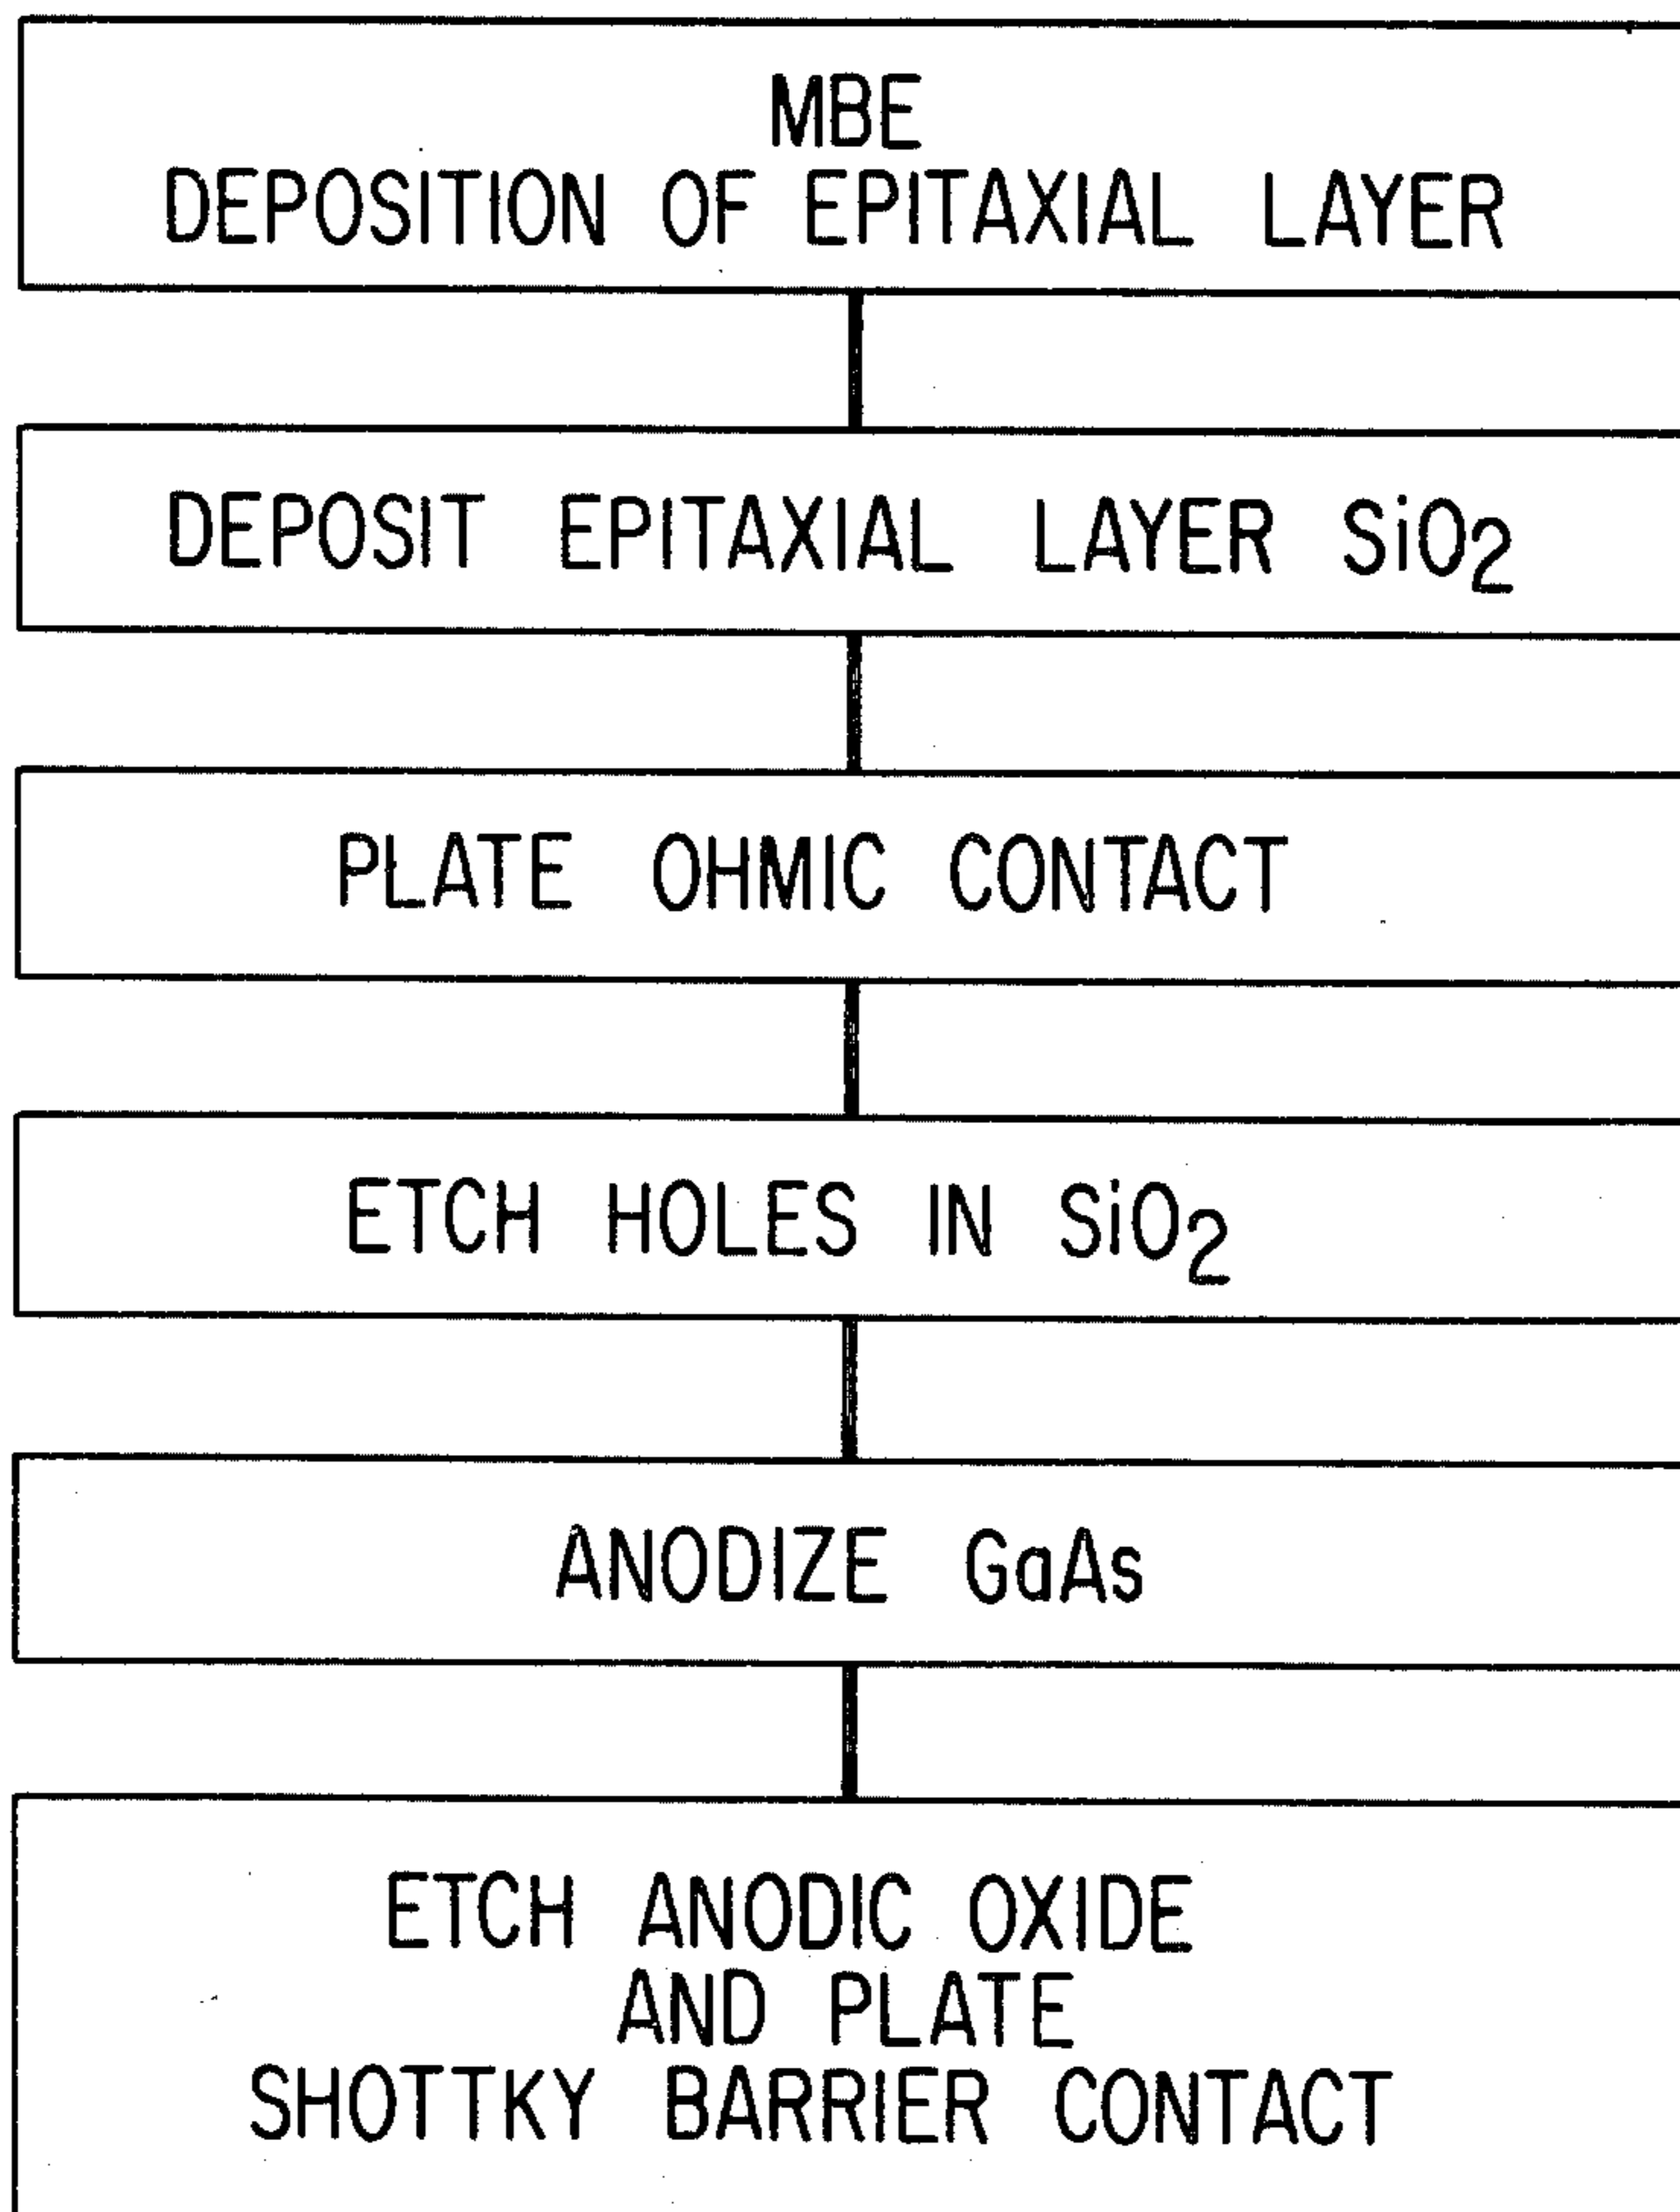 MBE
DEPOSITION OF EPITAXIAL LAYER
DEPOSIT EPITAXIAL LAYER SiO2
PLATE OHMIC CONTACT
ETCH HOLES IN SiO2
ANODIZE GaAs
ETCH ANODIC OXIDE
AND PLATE
SHOTTKY BARRIER CONTACT